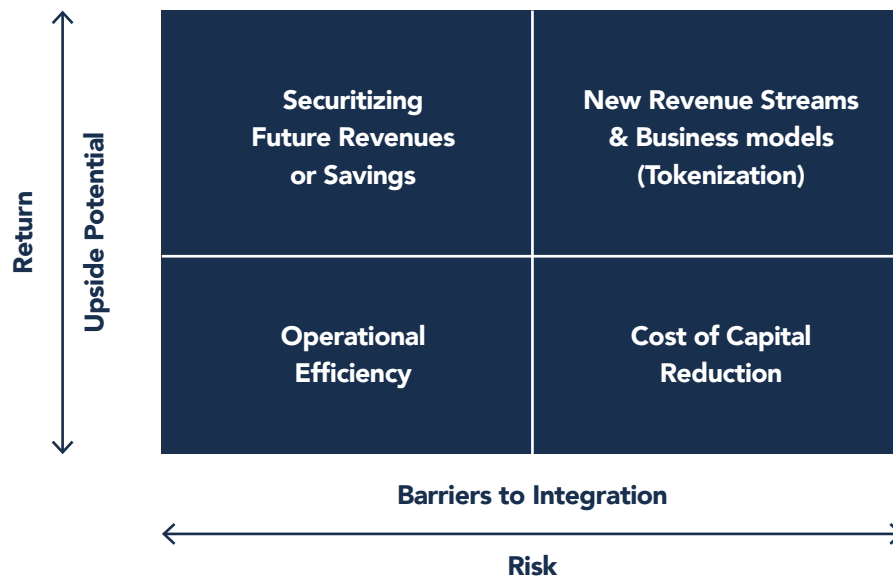 Return
Upside Potential
Securitizing
Future Revenues
or Savings
New Revenue Streams
& Business models
(Tokenization)
Operational
Efficiency
Cost of Capital
Reduction
Barriers to Integration
Risk